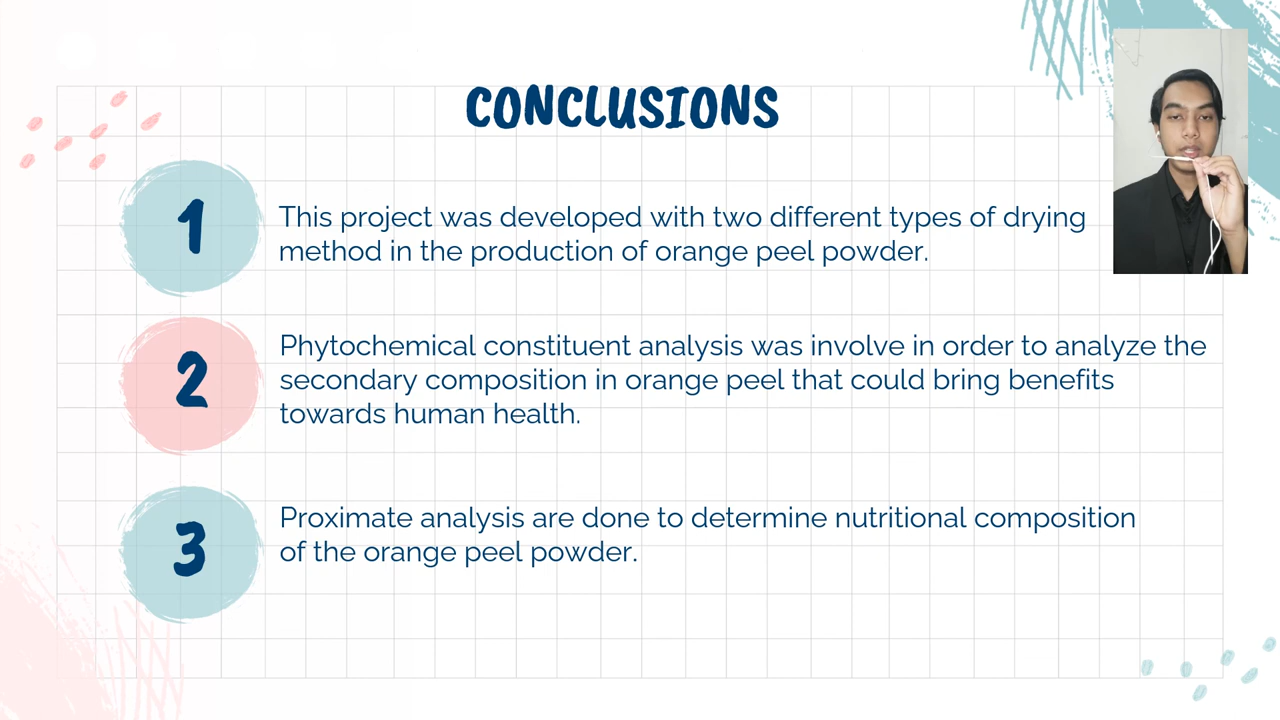 CONCLUSIONS
1
This project was developed with two different types of drying
method in the production of orange peel powder.
2
Phytochemical constituent analysis was involve in order to analyze the
secondary composition in orange peel that could bring benefits
towards human health.
3
Proximate analysis are done to determine nutritional composition
of the orange peel powder.